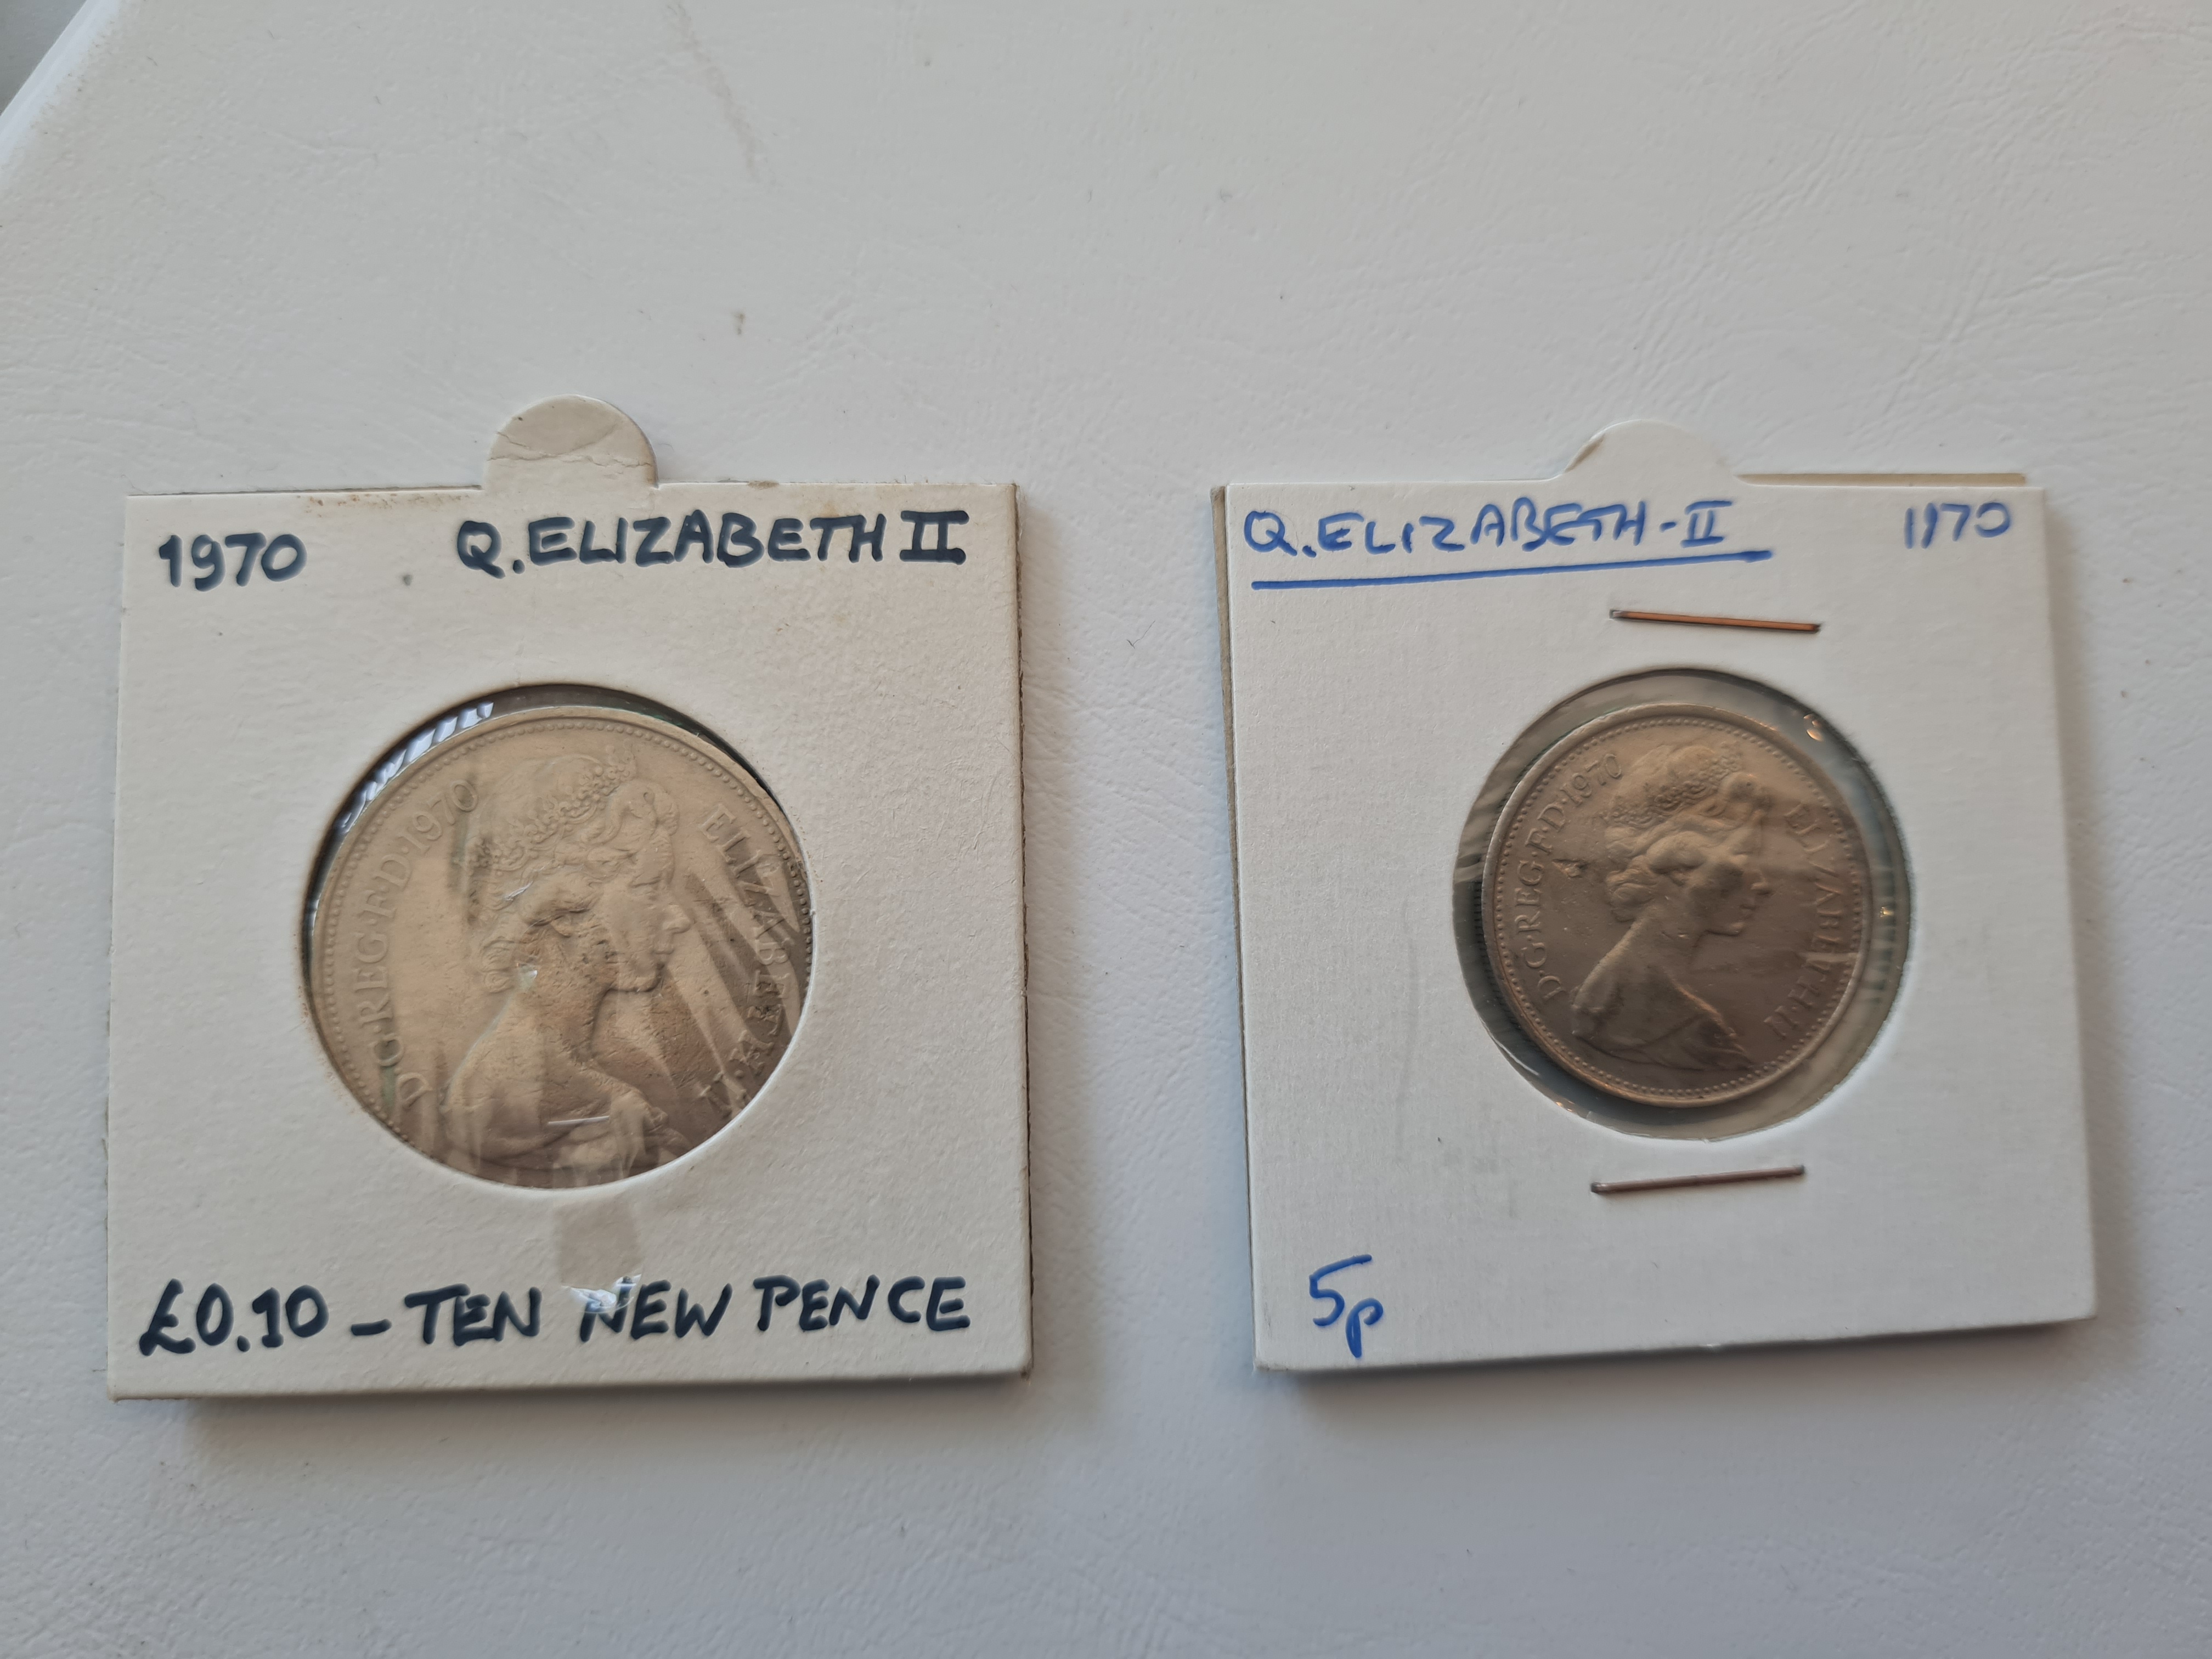 1970 Q.ELIZABETH II
D·G·REG·F·D·1970 ELIZABETH·II
£0.10 – TEN NEW PENCE
Q.ELIZABETH-II 1970
D·G·REG·F·D·1970 ELIZABETH·II
5p